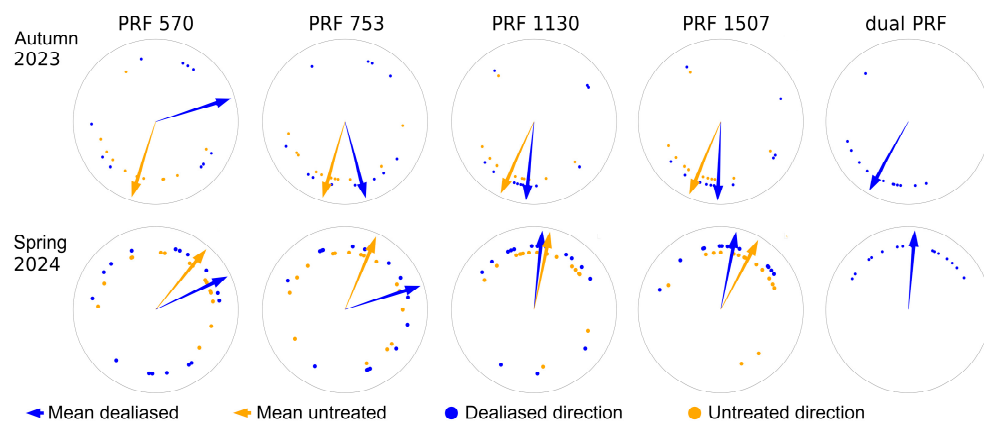 PRF 570 PRF 753 PRF 1130 PRF 1507 dual PRF
Autumn
2023
Spring
2024
Mean dealiased Mean untreated Dealiased direction Untreated direction